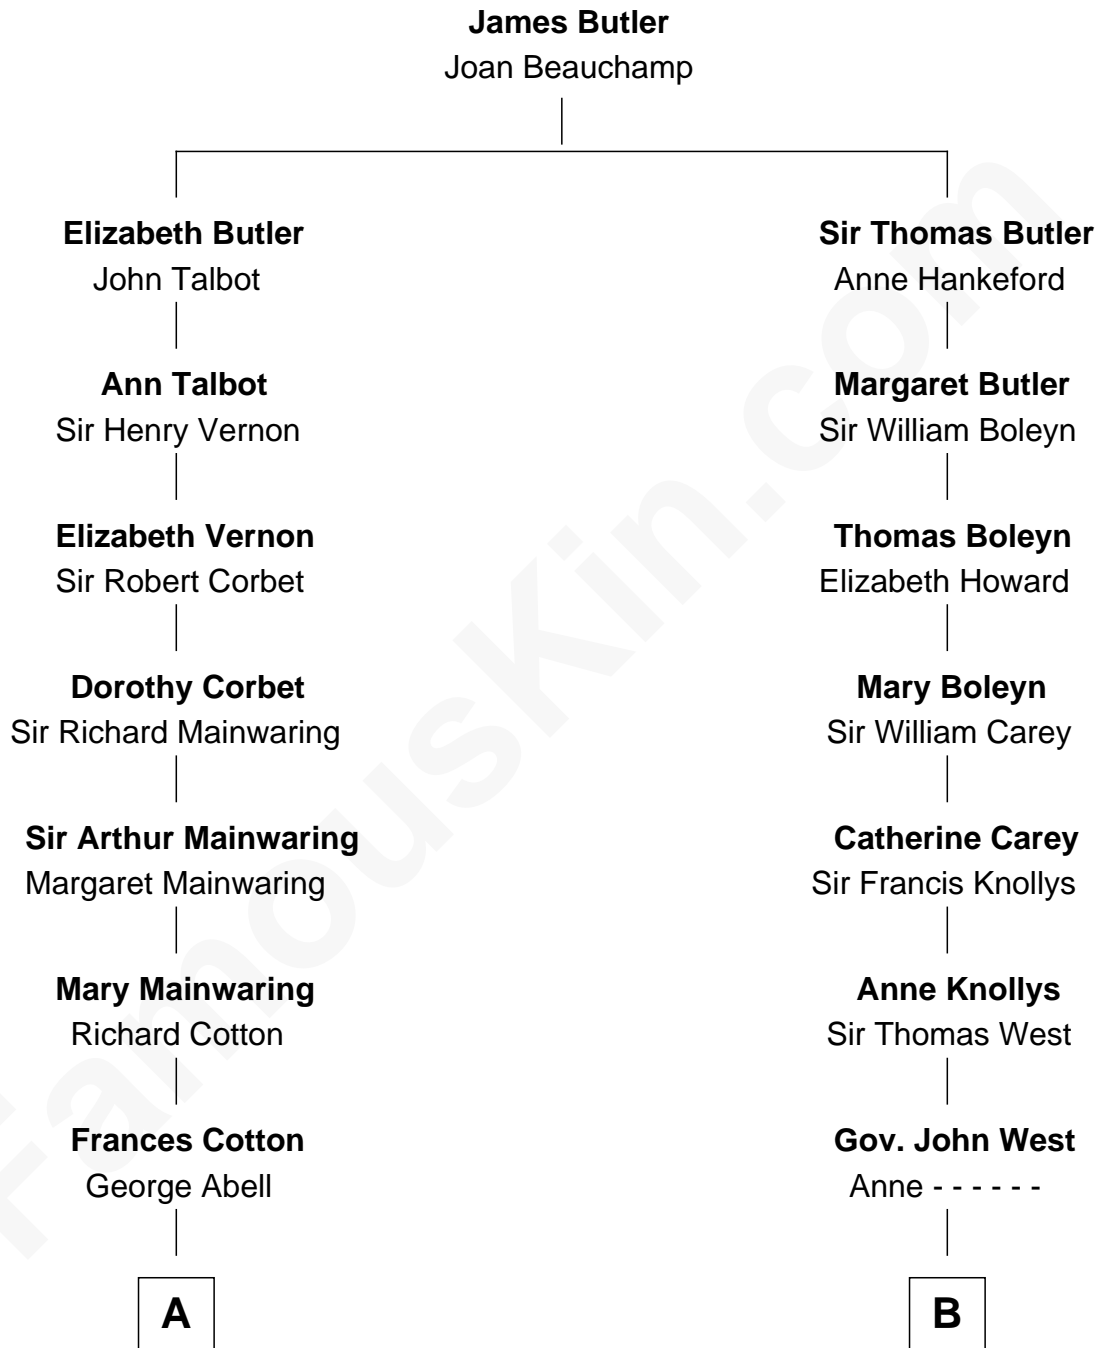 James Butler
Joan Beauchamp
Elizabeth Butler
John Talbot
Ann Talbot
Sir Henry Vernon
Elizabeth Vernon
Sir Robert Corbet
Dorothy Corbet
Sir Richard Mainwaring
Sir Arthur Mainwaring
Margaret Mainwaring
Mary Mainwaring
Richard Cotton
Frances Cotton
George Abell
A
Sir Thomas Butler
Anne Hankeford
Margaret Butler
Sir William Boleyn
Thomas Boleyn
Elizabeth Howard
Mary Boleyn
Sir William Carey
Catherine Carey
Sir Francis Knollys
Anne Knollys
Sir Thomas West
Gov. John West
Anne - - - - - -
B
FamousKin.com